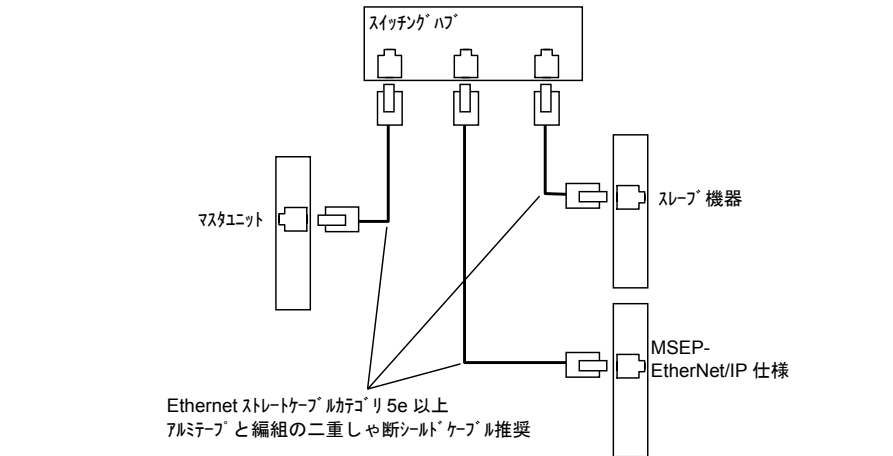 ｽｲｯﾁﾝｸﾞﾊﾌﾞ
ﾏｽﾀﾕﾆｯﾄ
ｽﾚｰﾌﾞ機器
MSEP-
EtherNet/IP 仕様
Ethernet ｽﾄﾚｰﾄｹｰﾌﾞﾙｶﾃｺﾞﾘ 5e 以上
ｱﾙﾐﾃｰﾌﾟと編組の二重しゃ断ｼｰﾙﾄﾞｹｰﾌﾞﾙ推奨